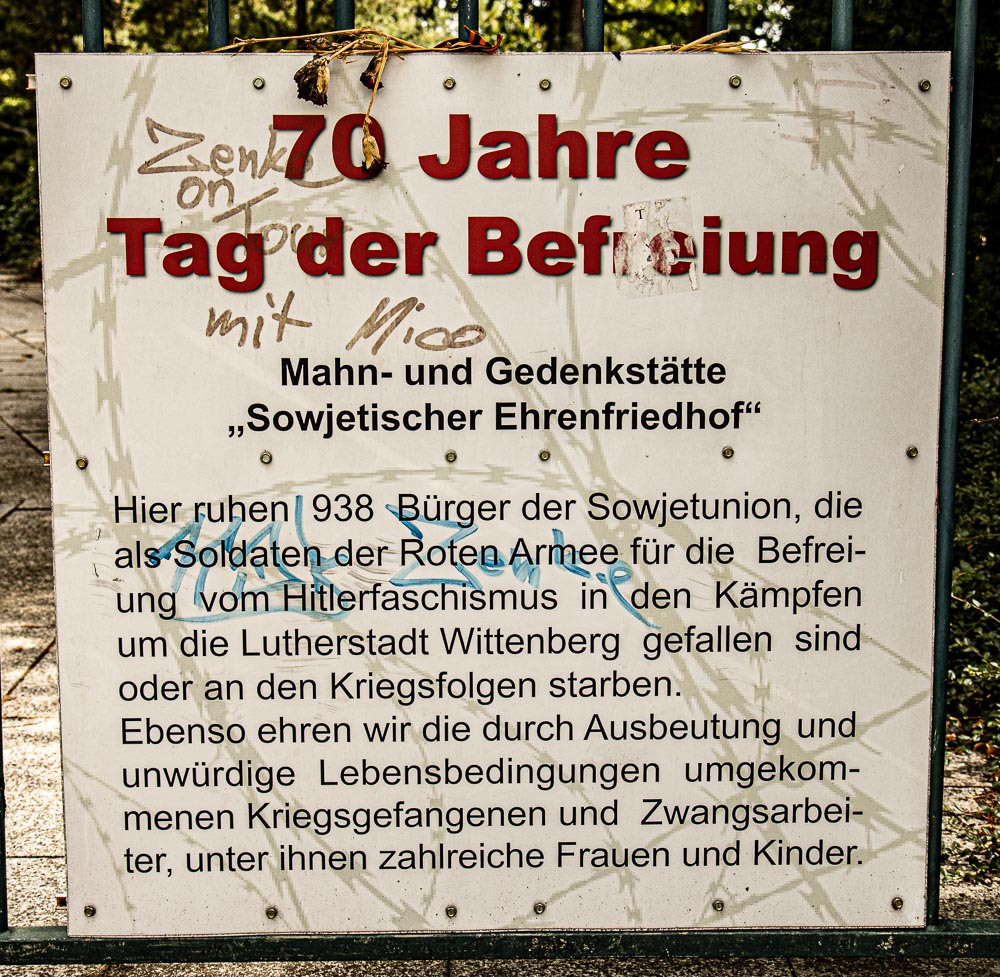 70 Jahre
Tag der Befreiung
Zenko
on
Tour
mit Mico
Mahn- und Gedenkstätte
„Sowjetischer Ehrenfriedhof“
Hier ruhen 938 Bürger der Sowjetunion, die
als Soldaten der Roten Armee für die Befrei-
ung vom Hitlerfaschismus in den Kämpfen
um die Lutherstadt Wittenberg gefallen sind
oder an den Kriegsfolgen starben.
Ebenso ehren wir die durch Ausbeutung und
unwürdige Lebensbedingungen umgekom-
menen Kriegsgefangenen und Zwangsarbei-
ter, unter ihnen zahlreiche Frauen und Kinder.